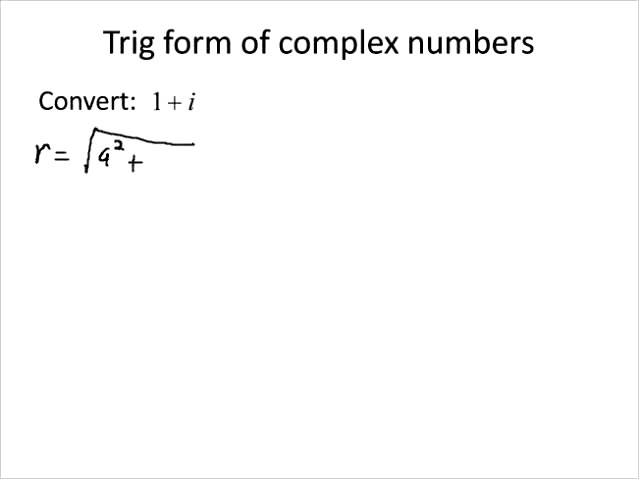 Trig form of complex numbers
Convert: 1 + i
r = √a² +